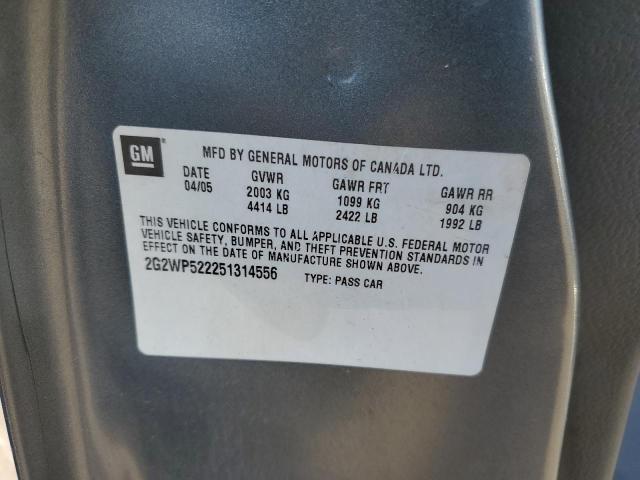 GM
MFD BY GENERAL MOTORS OF CANADA LTD.
DATE GVWR GAWR FRT GAWR RR
04/05 2003 KG 1099 KG 904 KG
4414 LB 2422 LB 1992 LB
THIS VEHICLE CONFORMS TO ALL APPLICABLE U.S. FEDERAL MOTOR
VEHICLE SAFETY, BUMPER, AND THEFT PREVENTION STANDARDS IN
EFFECT ON THE DATE OF MANUFACTURE SHOWN ABOVE.
2G2WP522251314556 TYPE: PASS CAR